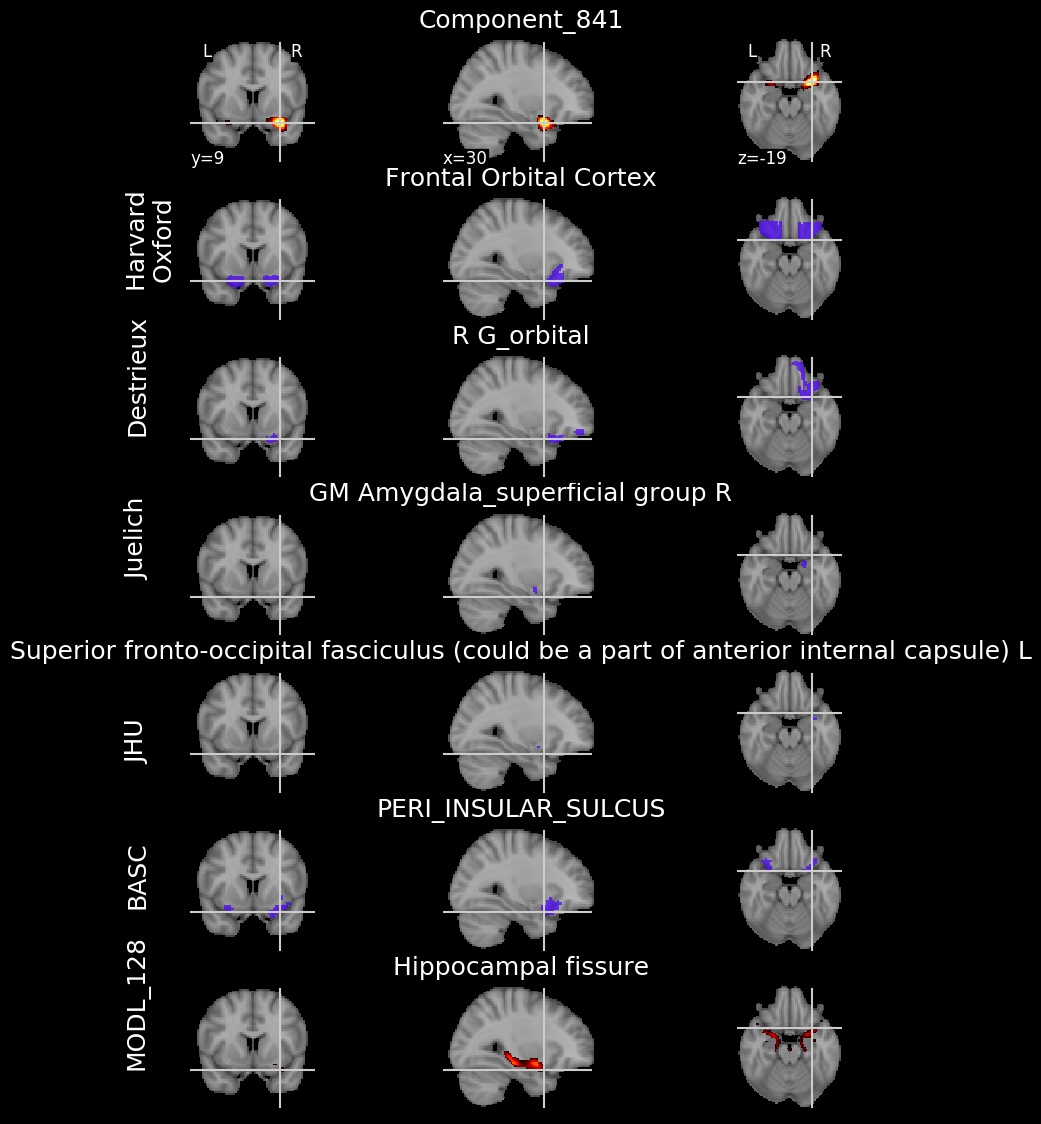 Component_841
L R
L R
y=9
x=30
z=-19
Frontal Orbital Cortex
Harvard
Oxford
R G_orbital
Destrieux
GM Amygdala_superficial group R
Juelich
Superior fronto-occipital fasciculus (could be a part of anterior internal capsule) L
JHU
PERI_INSULAR_SULCUS
BASC
Hippocampal fissure
MODL_128